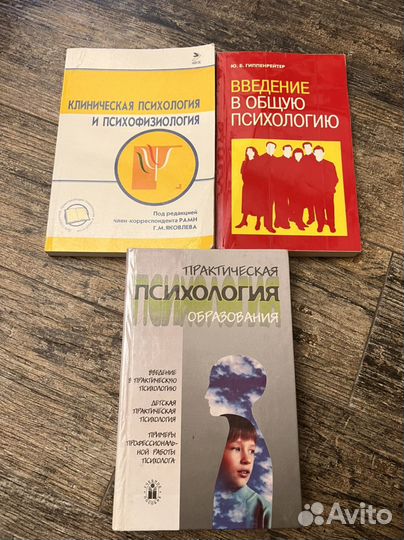 КЛИНИЧЕСКАЯ ПСИХОЛОГИЯ
И ПСИХОФИЗИОЛОГИЯ
Под редакцией
член-корреспондента РАМН
Г.М. ЯКОВЛЕВА
Ю. Б. ГИППЕНРЕЙТЕР
ВВЕДЕНИЕ
В ОБЩУЮ
ПСИХОЛОГИЮ
ПРАКТИЧЕСКАЯ
ПСИХОЛОГИЯ
ОБРАЗОВАНИЯ
ВВЕДЕНИЕ
В ПРАКТИЧЕСКУЮ
ПСИХОЛОГИЮ
ДЕТСКАЯ
ПРАКТИЧЕСКАЯ
ПСИХОЛОГИЯ
ПРИМЕРЫ
ПРОФЕССИОНАЛЬ-
НОЙ РАБОТЫ
ПСИХОЛОГА
Avito